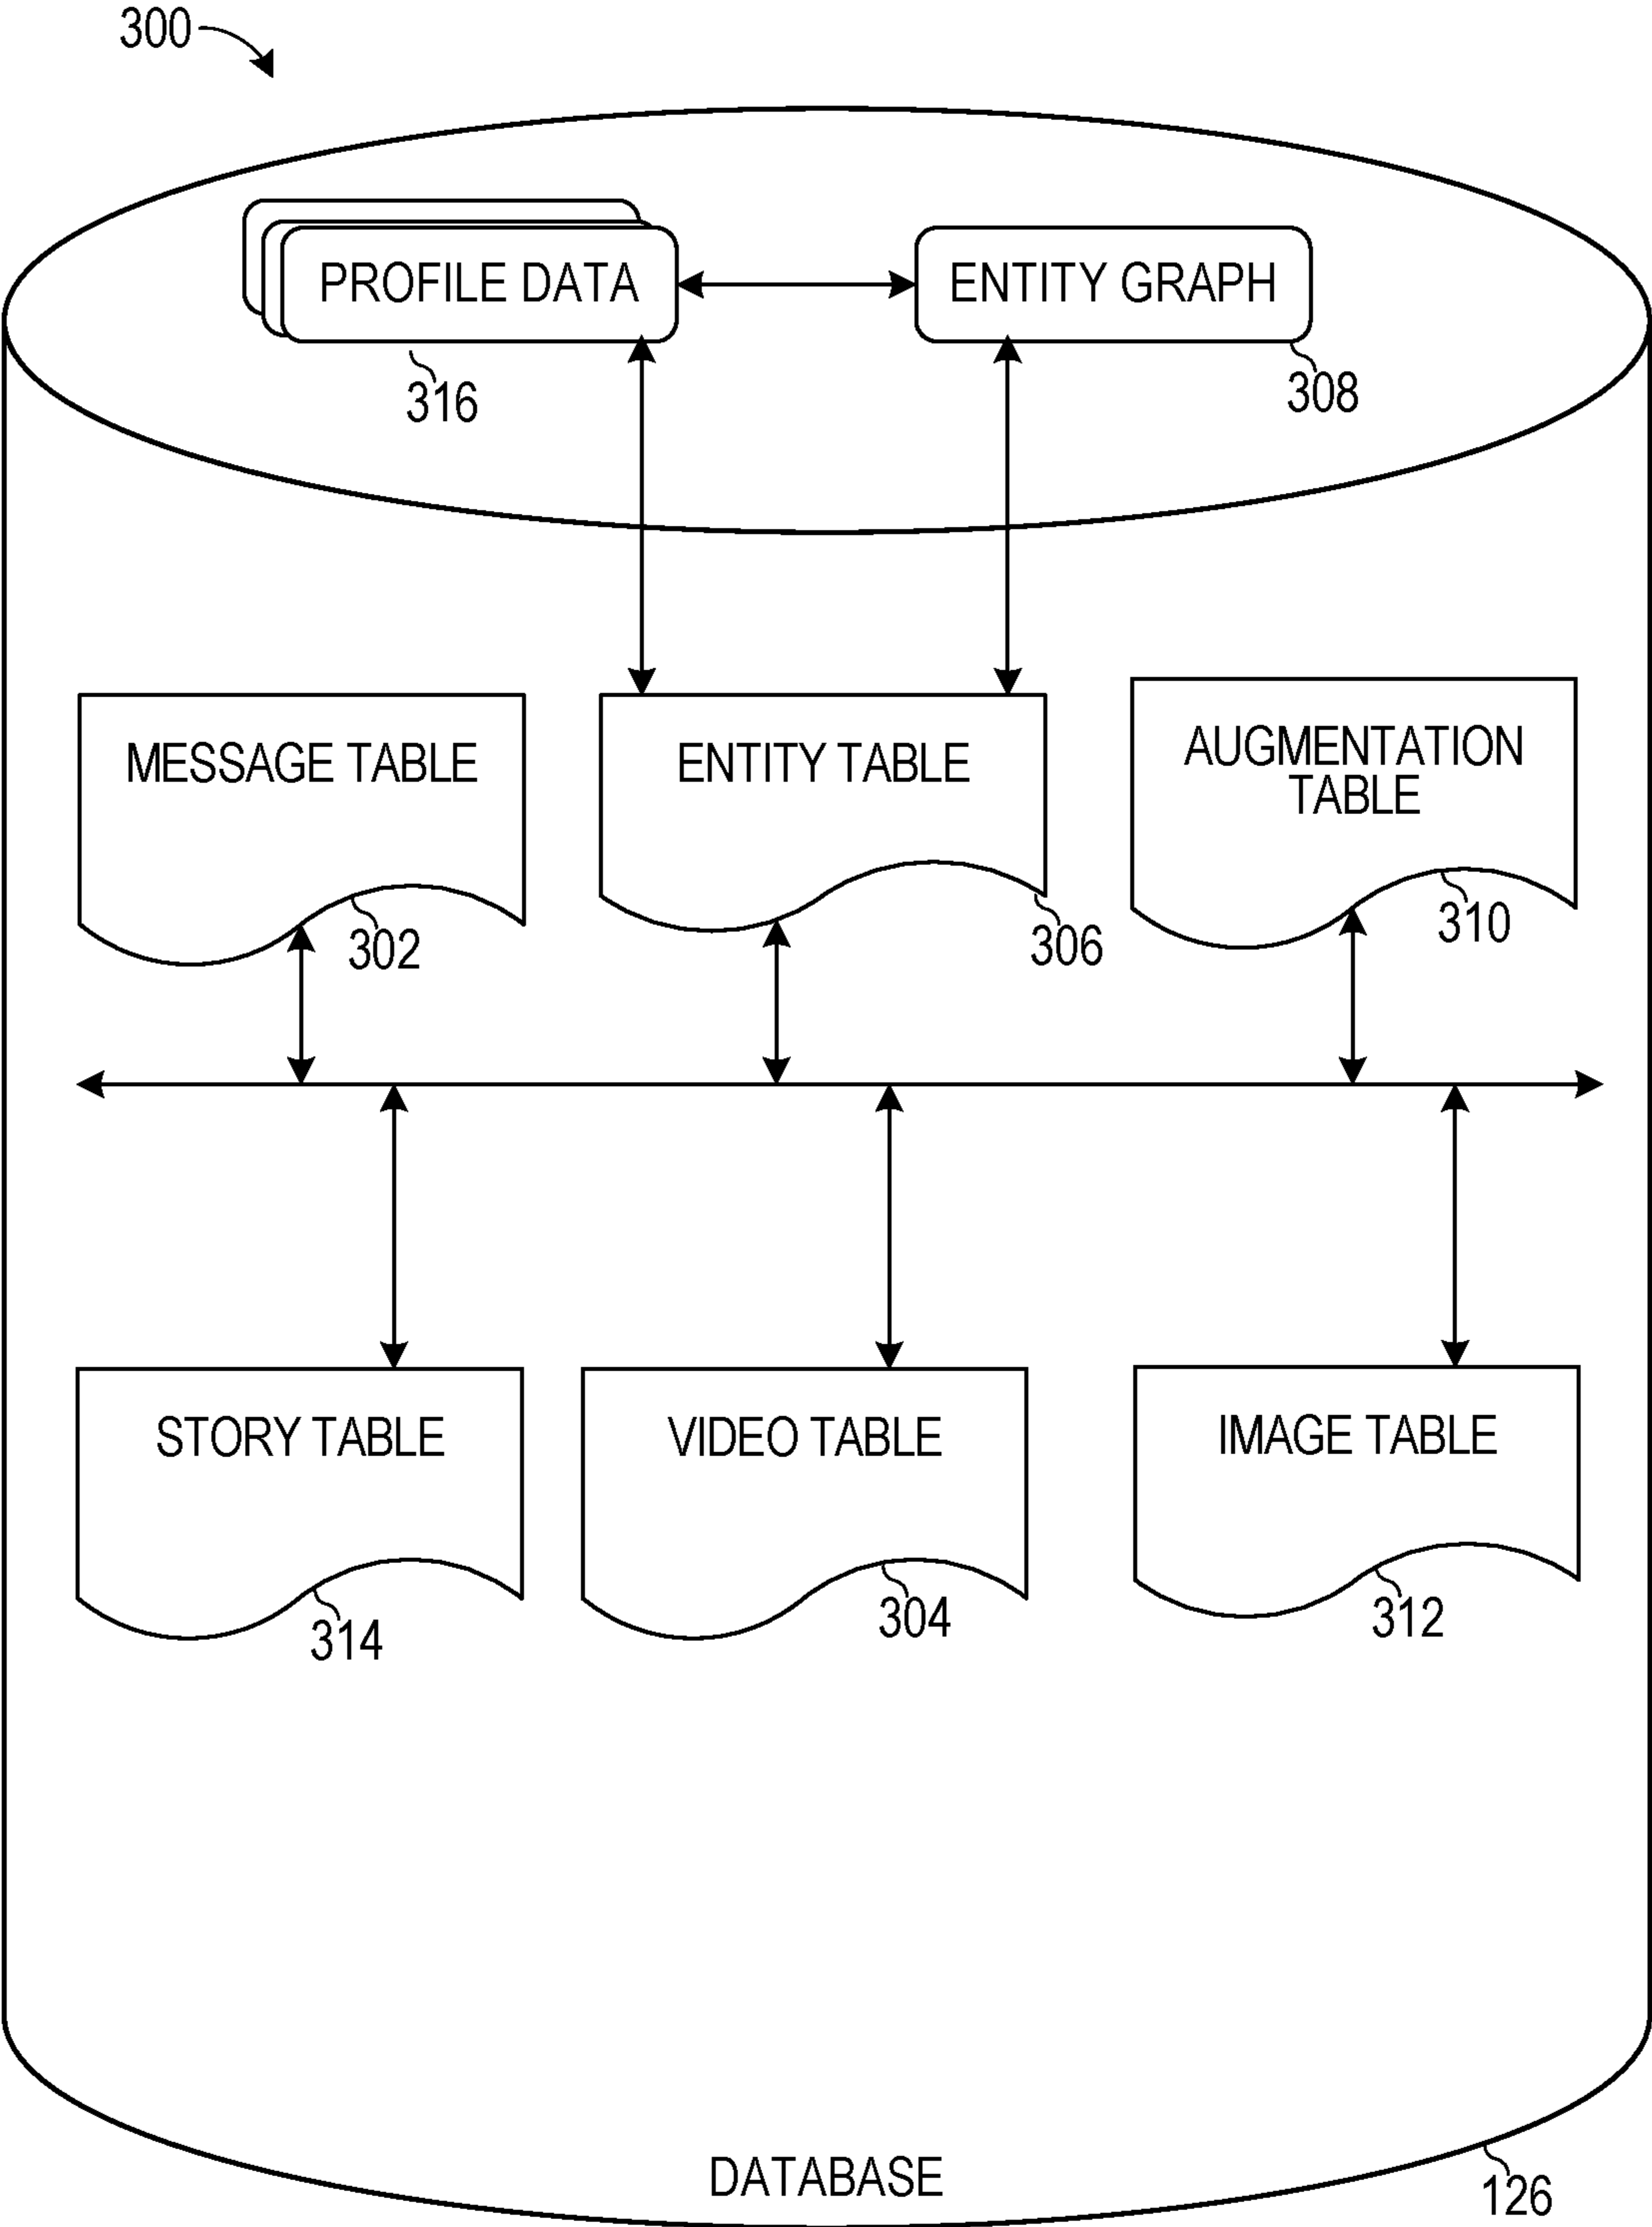 300
PROFILE DATA
ENTITY GRAPH
316
308
MESSAGE TABLE
ENTITY TABLE
AUGMENTATION
TABLE
302
306
310
STORY TABLE
VIDEO TABLE
IMAGE TABLE
314
304
312
DATABASE
126